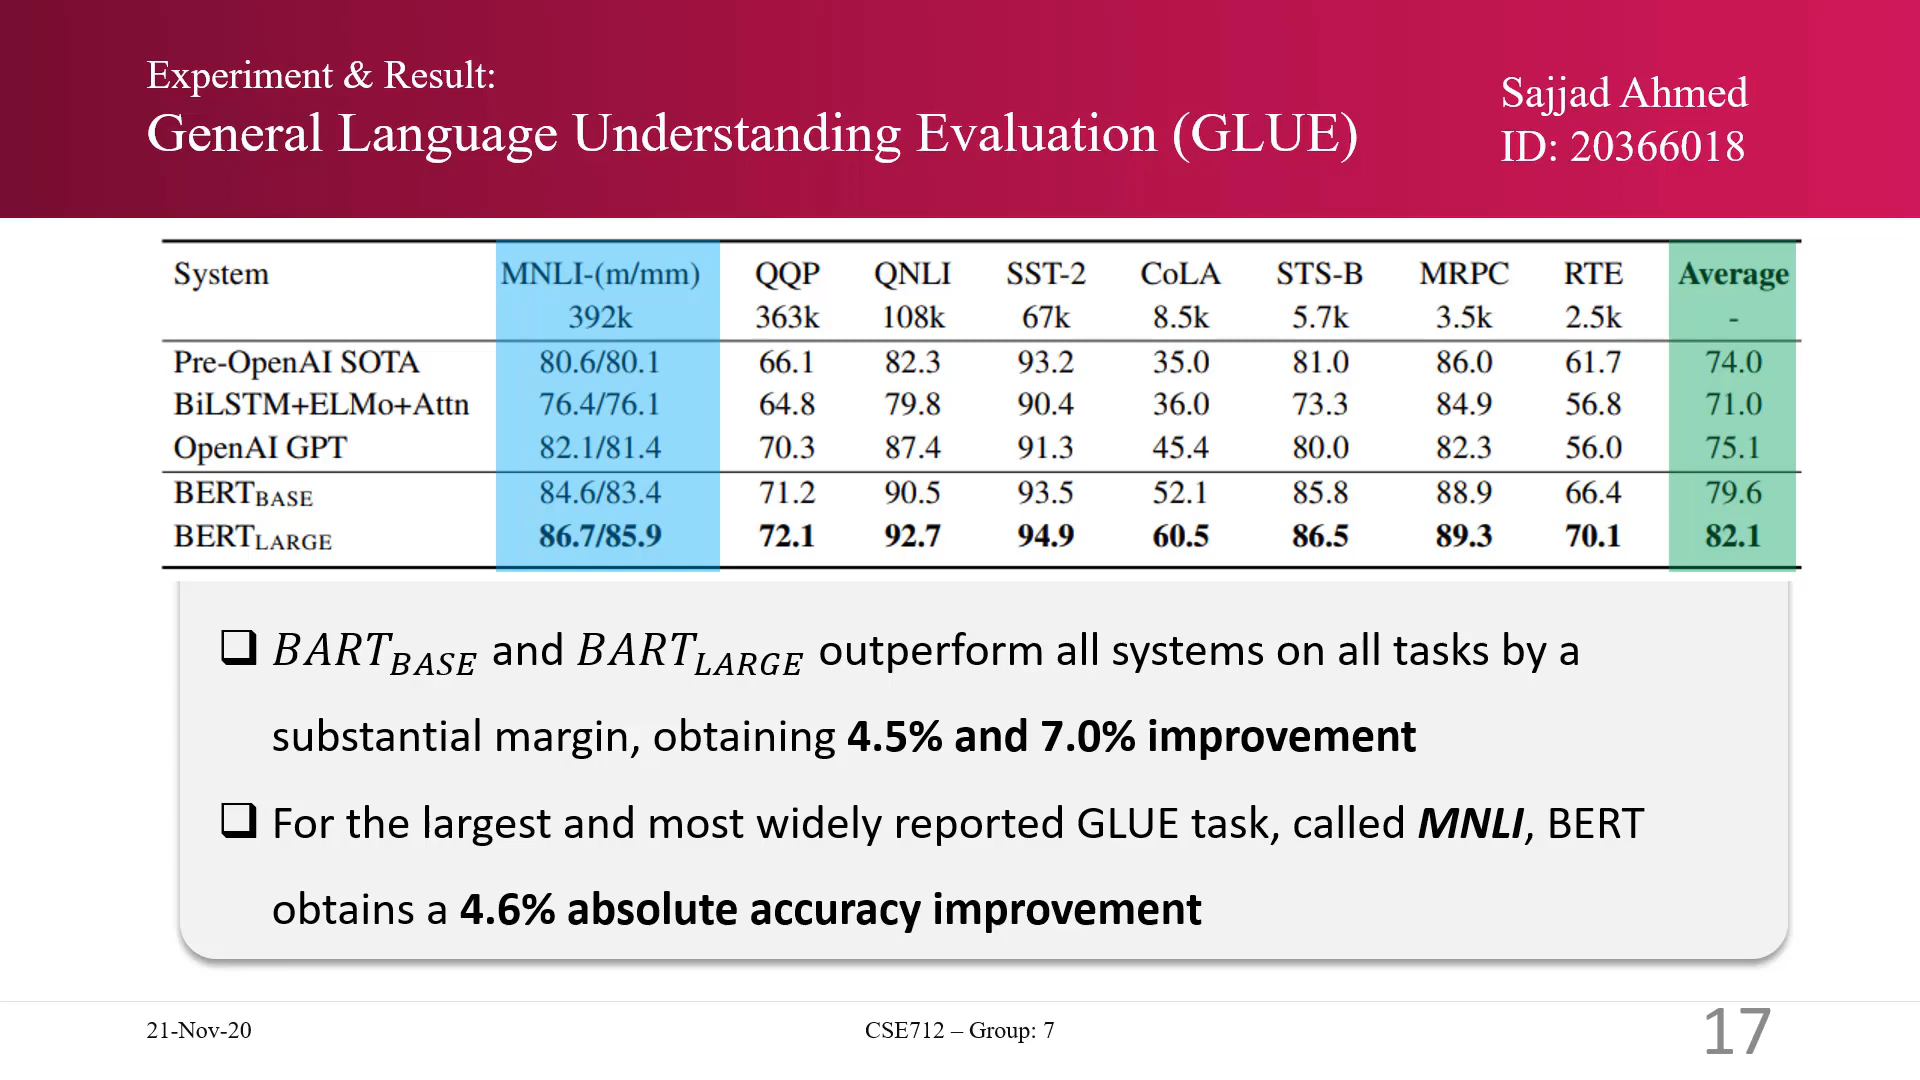 Experiment & Result:
General Language Understanding Evaluation (GLUE)
Sajjad Ahmed
ID: 20366018
System MNLI-(m/mm) QQP QNLI SST-2 CoLA STS-B MRPC RTE Average
392k 363k 108k 67k 8.5k 5.7k 3.5k 2.5k -
Pre-OpenAI SOTA 80.6/80.1 66.1 82.3 93.2 35.0 81.0 86.0 61.7 74.0
BiLSTM+ELMo+Attn 76.4/76.1 64.8 79.8 90.4 36.0 73.3 84.9 56.8 71.0
OpenAI GPT 82.1/81.4 70.3 87.4 91.3 45.4 80.0 82.3 56.0 75.1
BERTBASE 84.6/83.4 71.2 90.5 93.5 52.1 85.8 88.9 66.4 79.6
BERTLARGE 86.7/85.9 72.1 92.7 94.9 60.5 86.5 89.3 70.1 82.1
❑ BARTBASE and BARTLARGE outperform all systems on all tasks by a
substantial margin, obtaining 4.5% and 7.0% improvement
❑ For the largest and most widely reported GLUE task, called MNLI, BERT
obtains a 4.6% absolute accuracy improvement
21-Nov-20
CSE712 – Group: 7
17